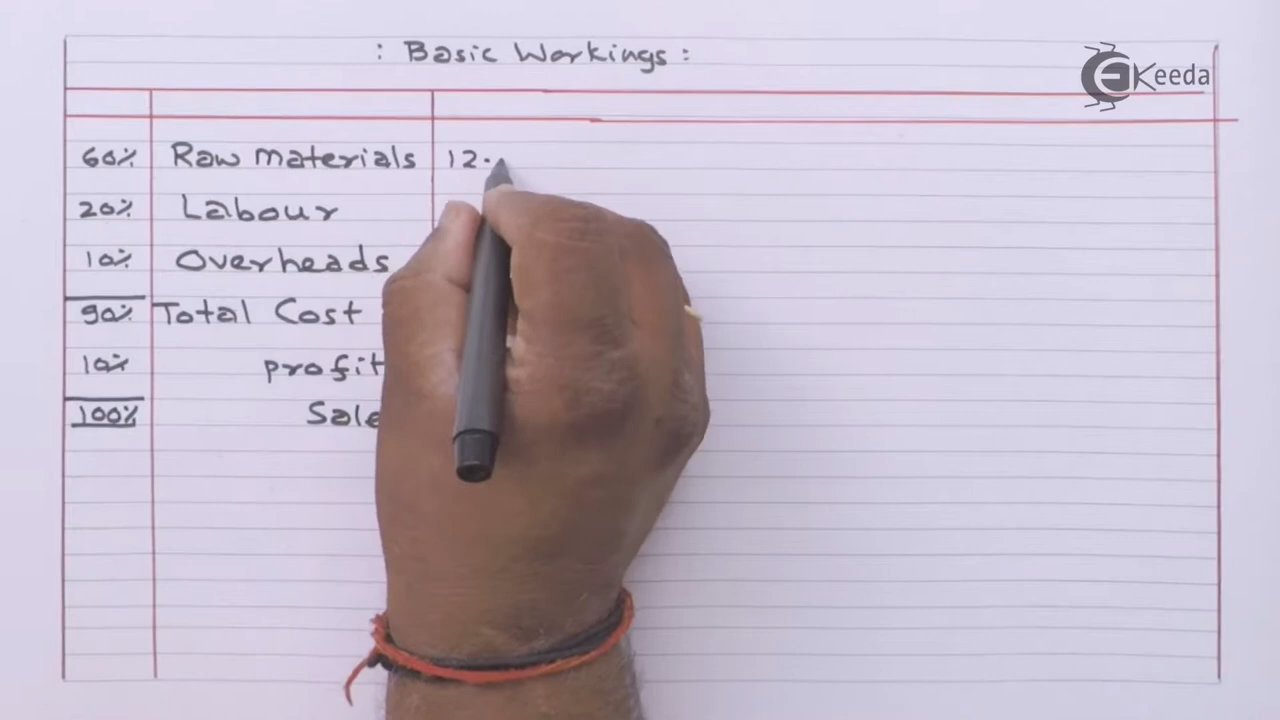 : Basic Workings :
EKeeda
60% Raw materials 12.
20% Labour
10% Overheads
90% Total Cost
10% profit
100% Sale